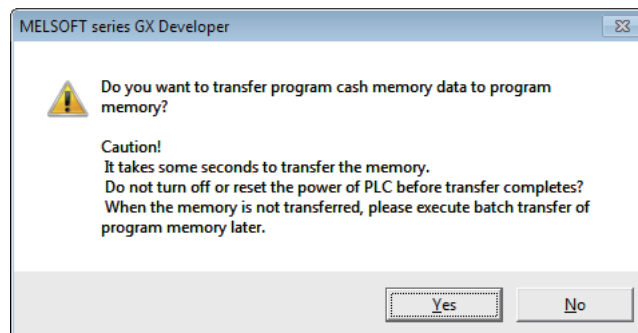 MELSOFT series GX Developer
Do you want to transfer program cash memory data to program
memory?
Caution!
It takes some seconds to transfer the memory.
Do not turn off or reset the power of PLC before transfer completes?
When the memory is not transferred, please execute batch transfer of
program memory later.
Yes
No